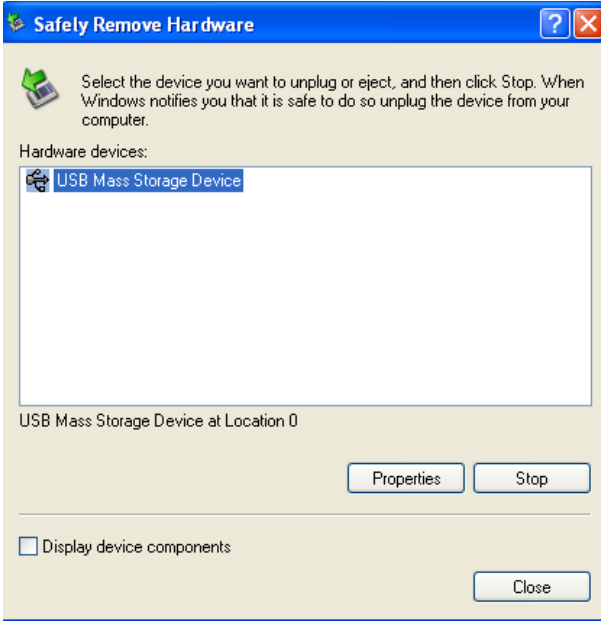 Safely Remove Hardware
Select the device you want to unplug or eject, and then click Stop. When
Windows notifies you that it is safe to do so unplug the device from your
computer.
Hardware devices:
USB Mass Storage Device
USB Mass Storage Device at Location 0
Properties Stop
Display device components
Close